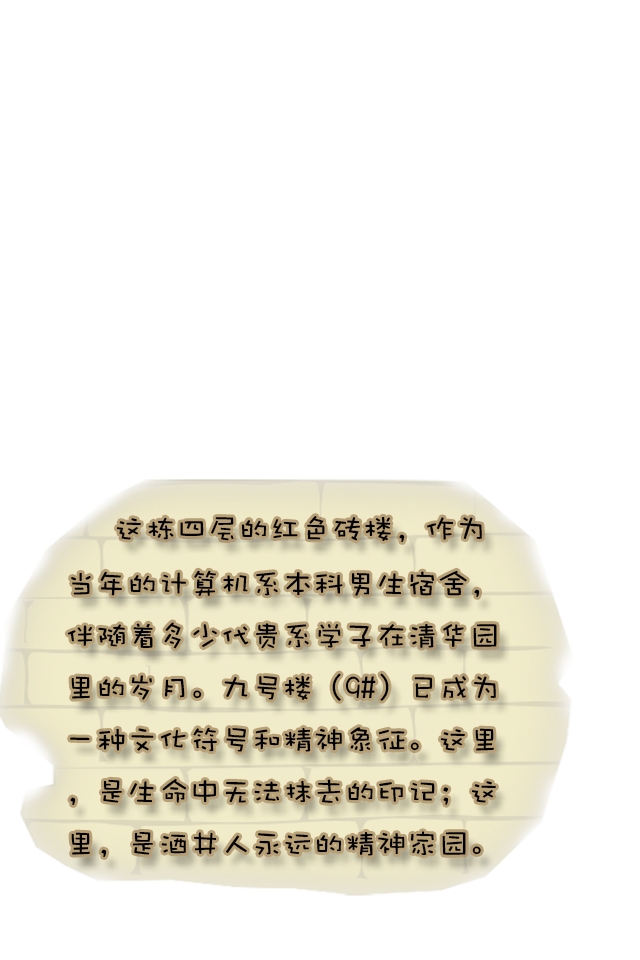 这栋四层的红色砖楼，作为
当年的计算机系本科男生宿舍，
伴随着多少代贵系学子在清华园
里的岁月。九号楼（9#）已成为
一种文化符号和精神象征。这里
，是生命中无法抹去的印记；这
里，是酒井人永远的精神家园。